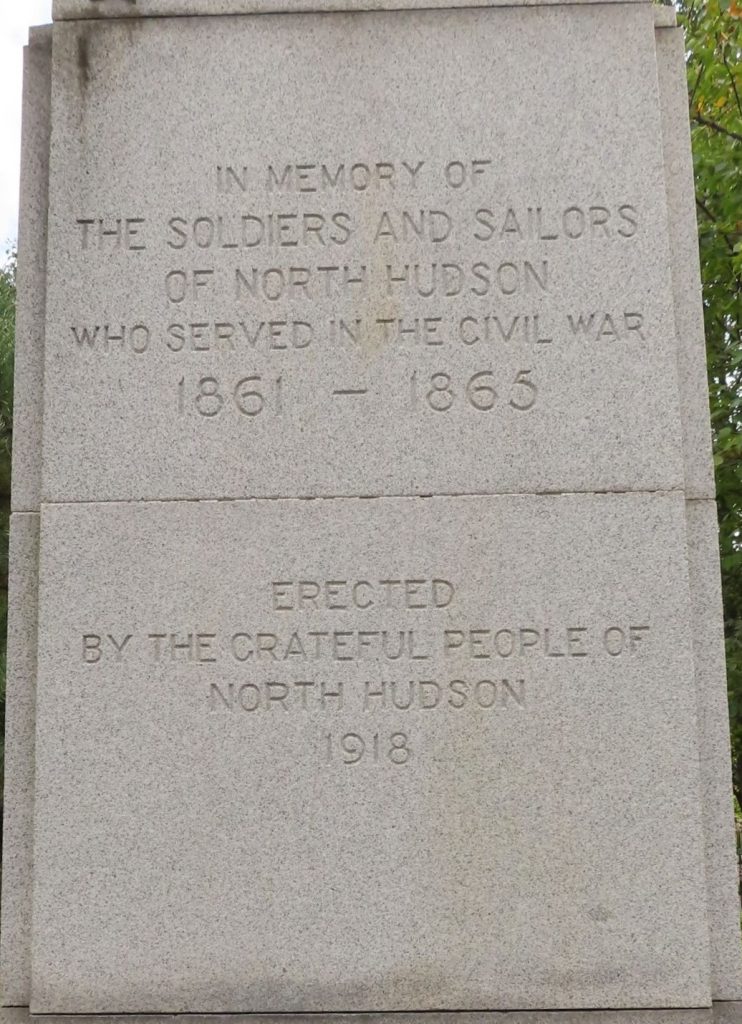 IN MEMORY OF
THE SOLDIERS AND SAILORS
OF NORTH HUDSON
WHO SERVED IN THE CIVIL WAR
1861 – 1865
ERECTED
BY THE GRATEFUL PEOPLE OF
NORTH HUDSON
1918